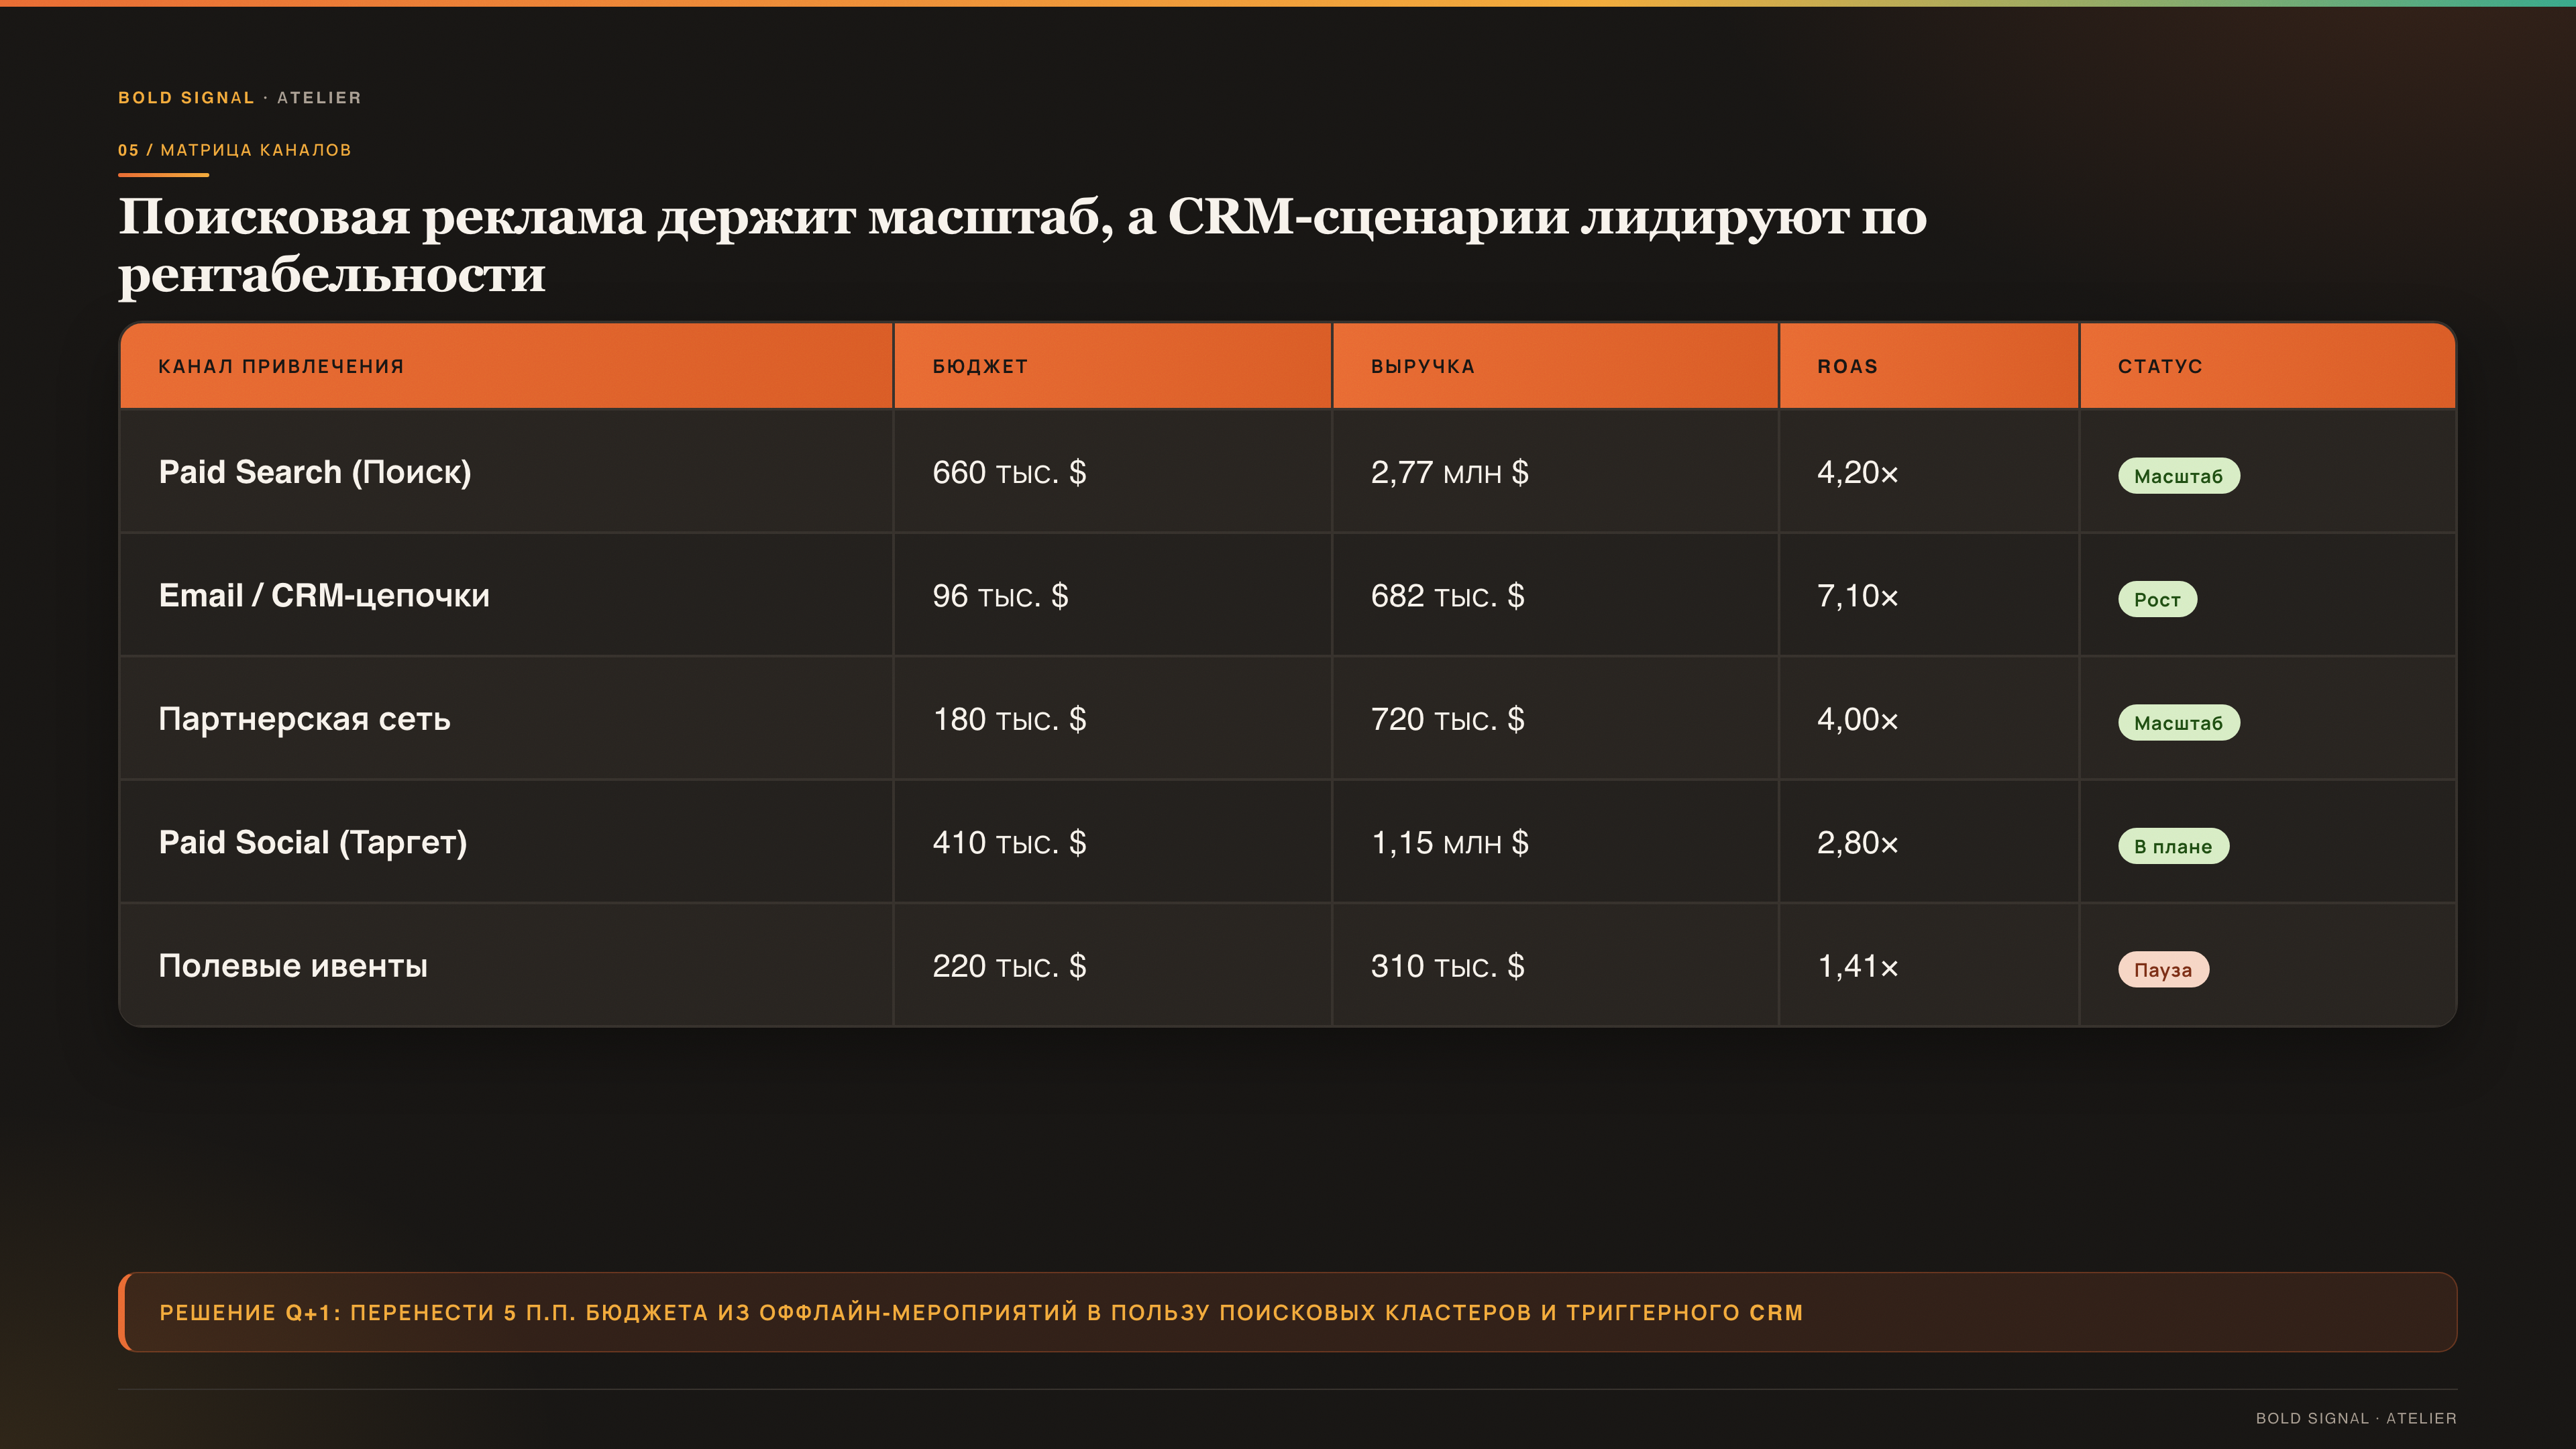 BOLD SIGNAL · ATELIER
05 / МАТРИЦА КАНАЛОВ
Поисковая реклама держит масштаб, а CRM-сценарии лидируют по
рентабельности
КАНАЛ ПРИВЛЕЧЕНИЯ БЮДЖЕТ ВЫРУЧКА ROAS СТАТУС
Paid Search (Поиск) 660 тыс. $ 2,77 млн $ 4,20× Масштаб
Email / CRM-цепочки 96 тыс. $ 682 тыс. $ 7,10× Рост
Партнерская сеть 180 тыс. $ 720 тыс. $ 4,00× Масштаб
Paid Social (Таргет) 410 тыс. $ 1,15 млн $ 2,80× В плане
Полевые ивенты 220 тыс. $ 310 тыс. $ 1,41× Пауза
РЕШЕНИЕ Q+1: ПЕРЕНЕСТИ 5 П.П. БЮДЖЕТА ИЗ ОФФЛАЙН-МЕРОПРИЯТИЙ В ПОЛЬЗУ ПОИСКОВЫХ КЛАСТЕРОВ И ТРИГГЕРНОГО CRM
BOLD SIGNAL · ATELIER